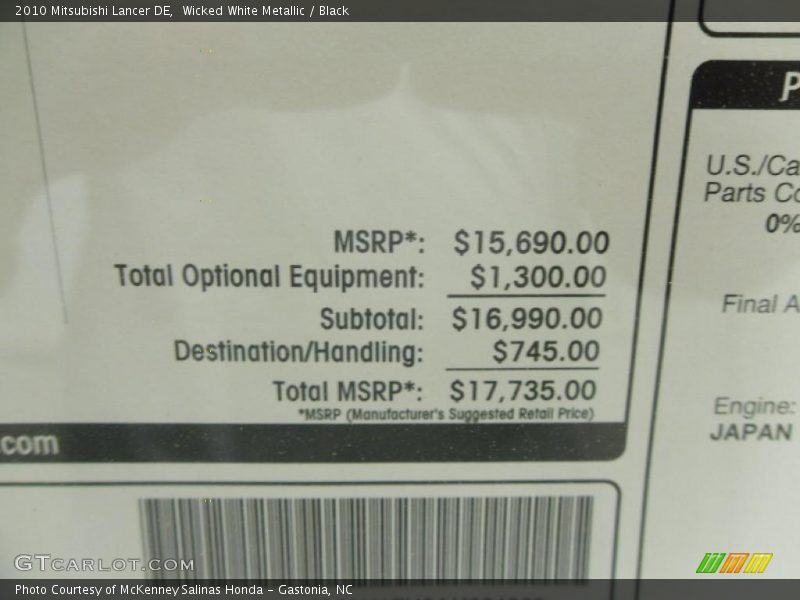 2010 Mitsubishi Lancer DE,  Wicked White Metallic / Black
MSRP*: $15,690.00
Total Optional Equipment: $1,300.00
Subtotal: $16,990.00
Destination/Handling: $745.00
Total MSRP*: $17,735.00
*MSRP (Manufacturer's Suggested Retail Price)
.com
P
U.S./Ca
Parts Co
0%
Final A
Engine:
JAPAN
GTCARLOT.COM
Photo Courtesy of McKenney Salinas Honda - Gastonia, NC